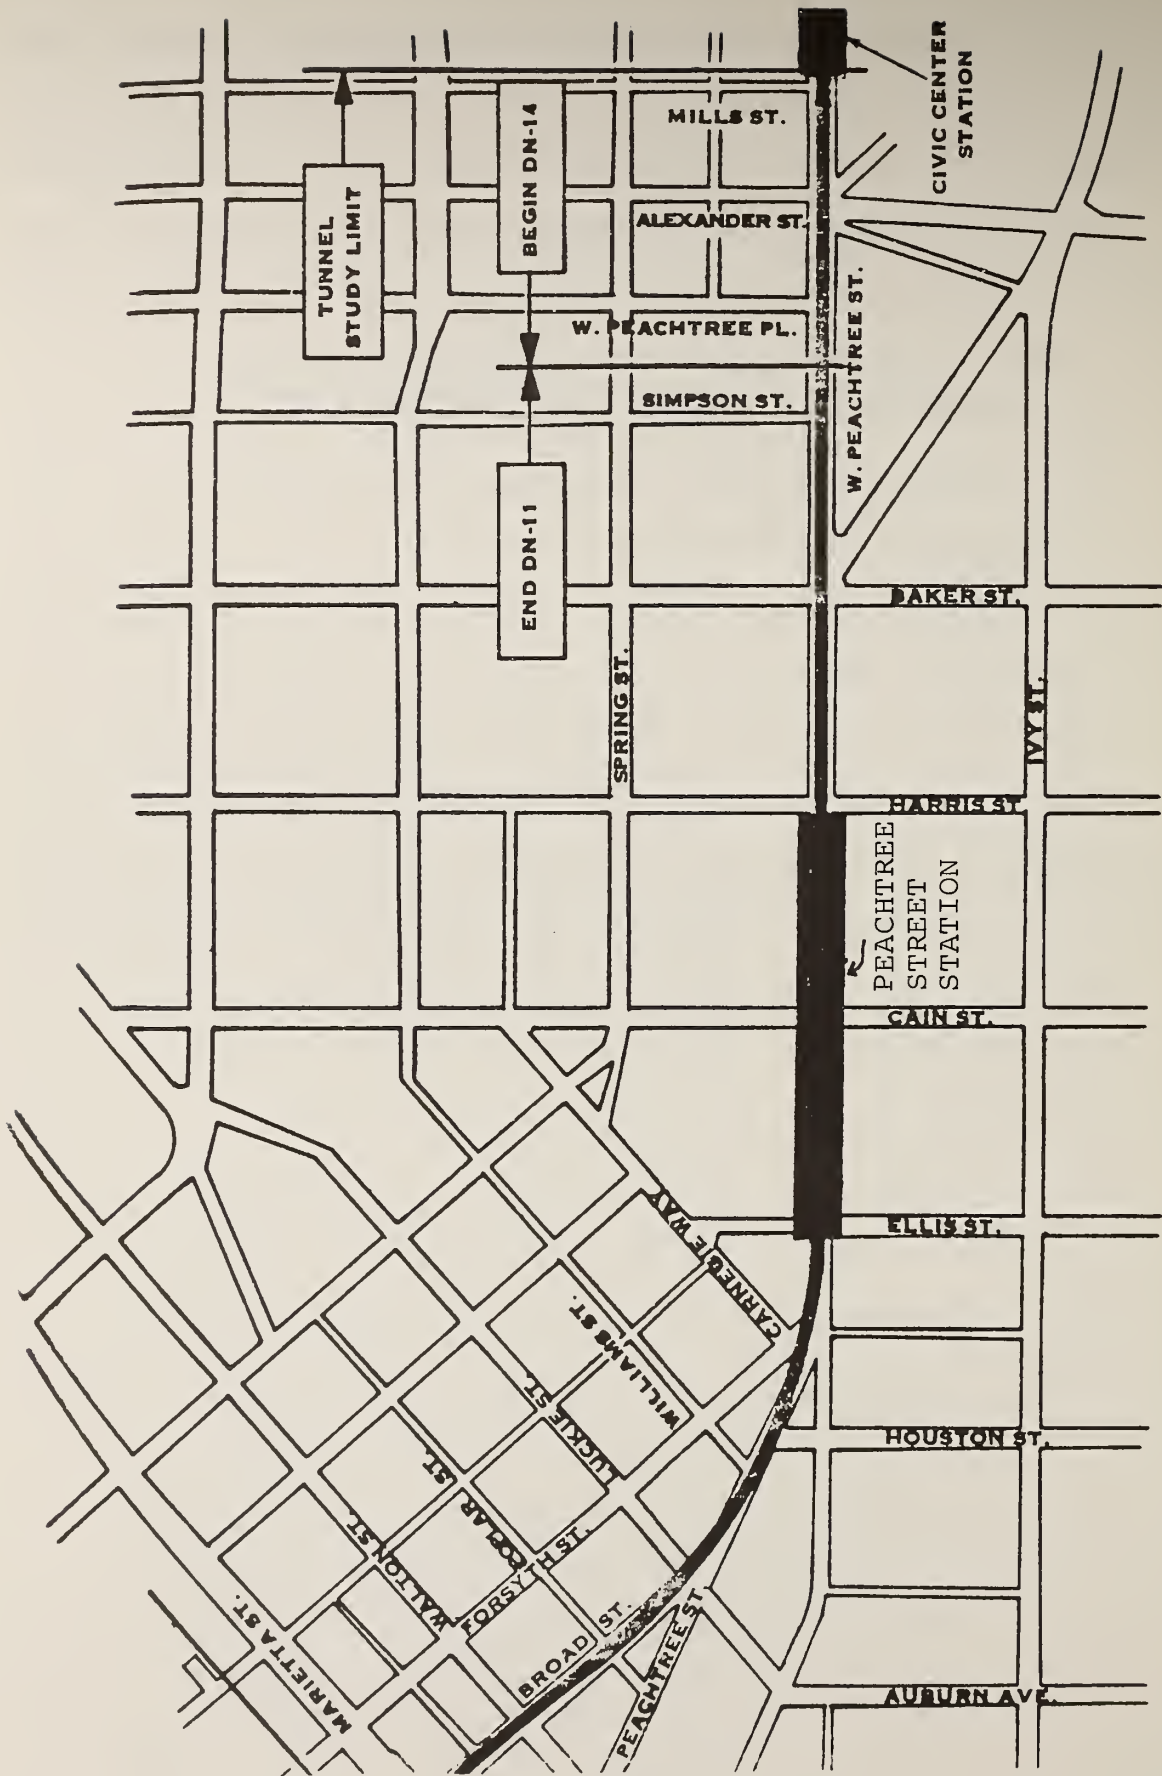 CIVIC CENTER
STATION
MILLS ST.
BEGIN DN-14
TUNNEL
STUDY LIMIT
ALEXANDER ST.
W. PEACHTREE PL.
W. PEACHTREE ST.
SIMPSON ST.
END DN-11
BAKER ST.
SPRING ST.
IVY ST.
HARRIS ST
PEACHTREE
STREET
STATION
CAIN ST.
ELLIS ST.
CARNEGIE WAY
WILLIAMS ST.
LUCKIE ST.
HOUSTON ST.
POPLAR ST.
WALTON ST.
FORSYTH ST.
BROAD ST.
PEACHTREE ST.
MARIETTA ST.
AUBURN AVE.